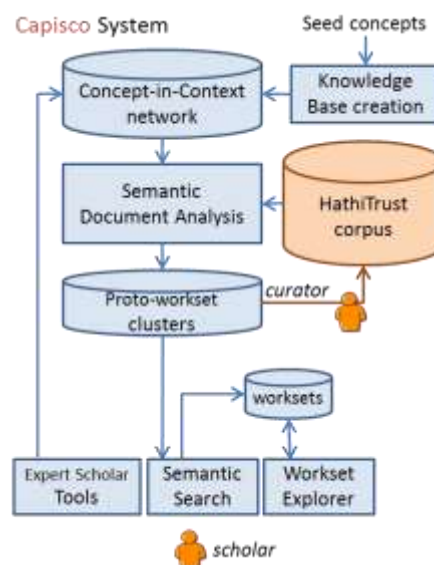 Capisco System
Seed concepts
Concept-in-Context
network
Knowledge
Base creation
Semantic
Document Analysis
HathiTrust
corpus
Proto-workset
clusters
curator
worksets
Expert Scholar
Tools
Semantic
Search
Workset
Explorer
scholar